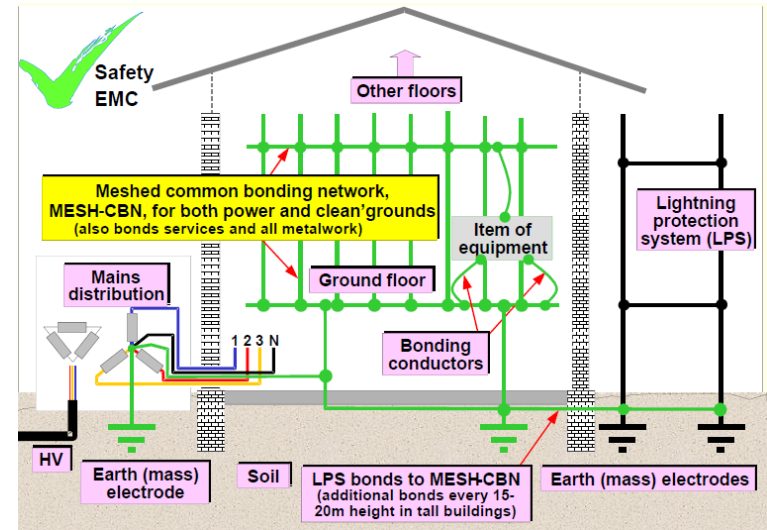 Safety
EMC
Other floors
Meshed common bonding network,
MESH-CBN, for both power and clean'grounds
(also bonds services and all metalwork)
Item of
equipment
Lightning
protection
system (LPS)
Mains
distribution
Ground floor
1 2 3 N
Bonding
conductors
HV
Earth (mass)
electrode
Soil
LPS bonds to MESH-CBN
(additional bonds every 15-
20m height in tall buildings)
Earth (mass) electrodes